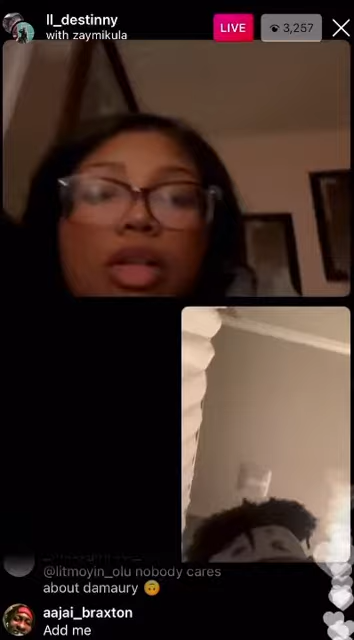 ll_destinny
with zaymikula
LIVE
3,257
@litmoyin_olu nobody cares
about damaury 🙃
aajai_braxton
Add me